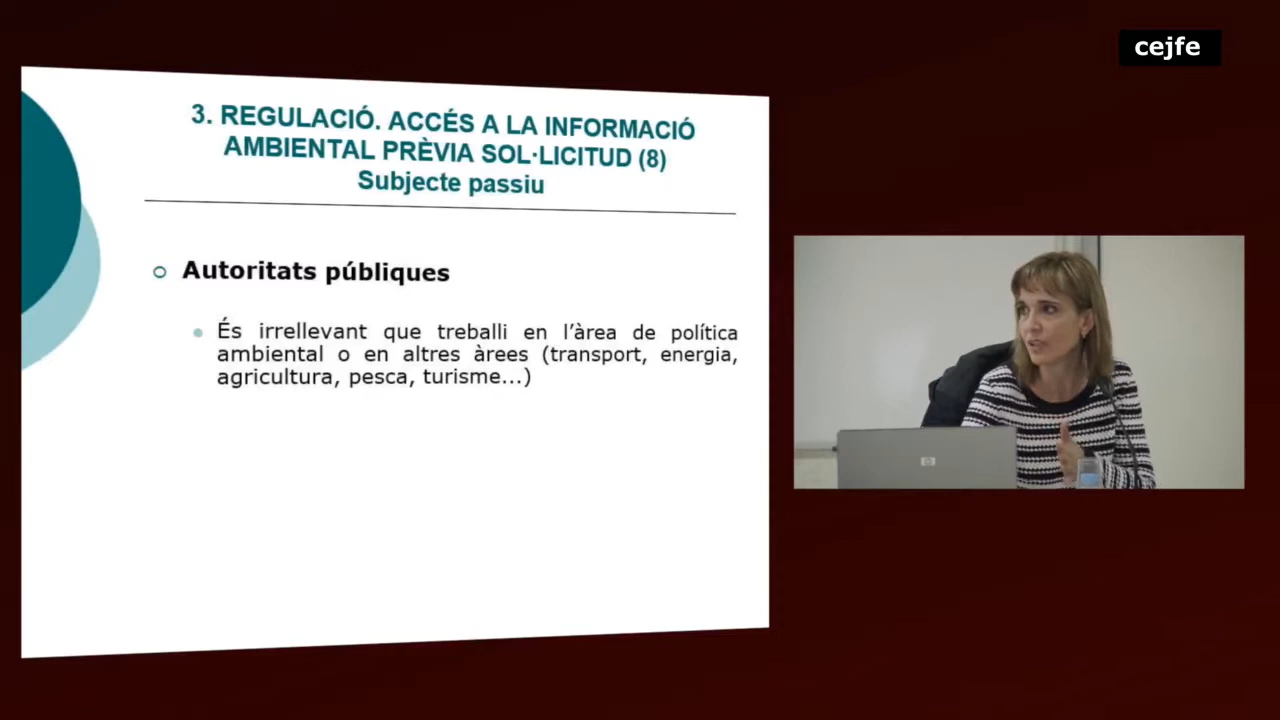 cejfe
3. REGULACIÓ. ACCÉS A LA INFORMACIÓ
AMBIENTAL PRÈVIA SOL·LICITUD (8)
Subjecte passiu
Autoritats públiques
És irrellevant que treballi en l'àrea de política
ambiental o en altres àrees (transport, energia,
agricultura, pesca, turisme...)
hp